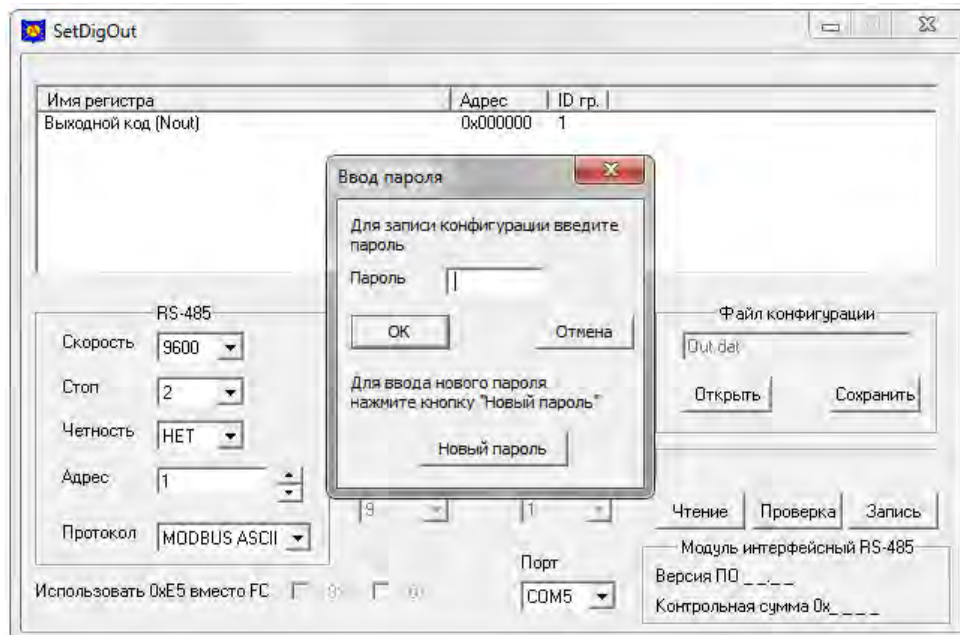 SetDigOut
Имя регистра Адрес ID гр.
Выходной код (Nout) 0x000000 1
Ввод пароля
Для записи конфигурации введите
пароль
Пароль
OK Отмена
Для ввода нового пароля
нажмите кнопку "Новый пароль"
Новый пароль
RS-485
Скорость 9600
Стоп 2
Четность НЕТ
Адрес 1
Протокол MODBUS ASCII
Файл конфигурации
Out.dat
Открыть Сохранить
9 1
Чтение Проверка Запись
Порт
COM5
Модуль интерфейсный RS-485
Версия ПО _ _._ _
Контрольная сумма 0x_ _ _ _
Использовать 0xE5 вместо FC